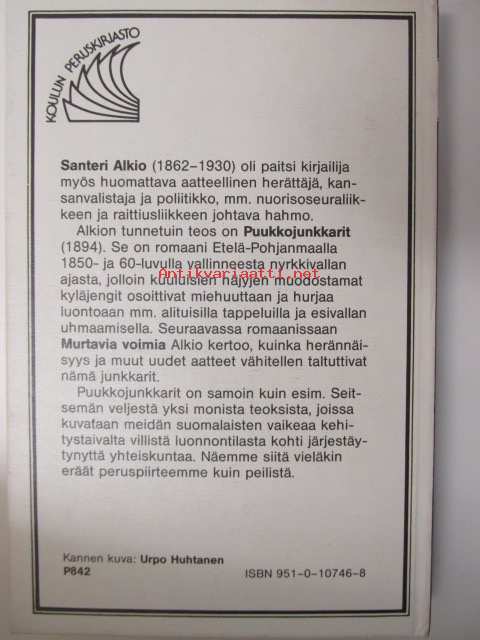 KOULUN PERUSKIRJASTO
Santeri Alkio (1862–1930) oli paitsi kirjailija
myös huomattava aatteellinen herättäjä, kan-
sanvalistaja ja poliitikko, mm. nuorisoseuraliik-
keen ja raittiusliikkeen johtava hahmo.
Alkion tunnetuin teos on Puukkojunkkarit
(1894). Se on romaani Etelä-Pohjanmaalla
1850- ja 60-luvulla vallinneesta nyrkkivallan
ajasta, jolloin kuuluisien häjyjen muodostamat
Antikvariaatti.net
kyläjengit osoittivat miehuuttaan ja hurjaa
luontoaan mm. alituisilla tappeluilla ja esivallan
uhmaamisella. Seuraavassa romaanissaan
Murtavia voimia Alkio kertoo, kuinka herännäi-
syys ja muut uudet aatteet vähitellen taltuttivat
nämä junkkarit.
Puukkojunkkarit on samoin kuin esim. Seit-
semän veljestä yksi monista teoksista, joissa
kuvataan meidän suomalaisten vaikeaa kehi-
tystaivalta villistä luonnontilasta kohti järjestäy-
tynyttä yhteiskuntaa. Näemme siitä vieläkin
eräät peruspiirteemme kuin peilistä.
Kannen kuva: Urpo Huhtanen
P842
ISBN 951-0-10746-8